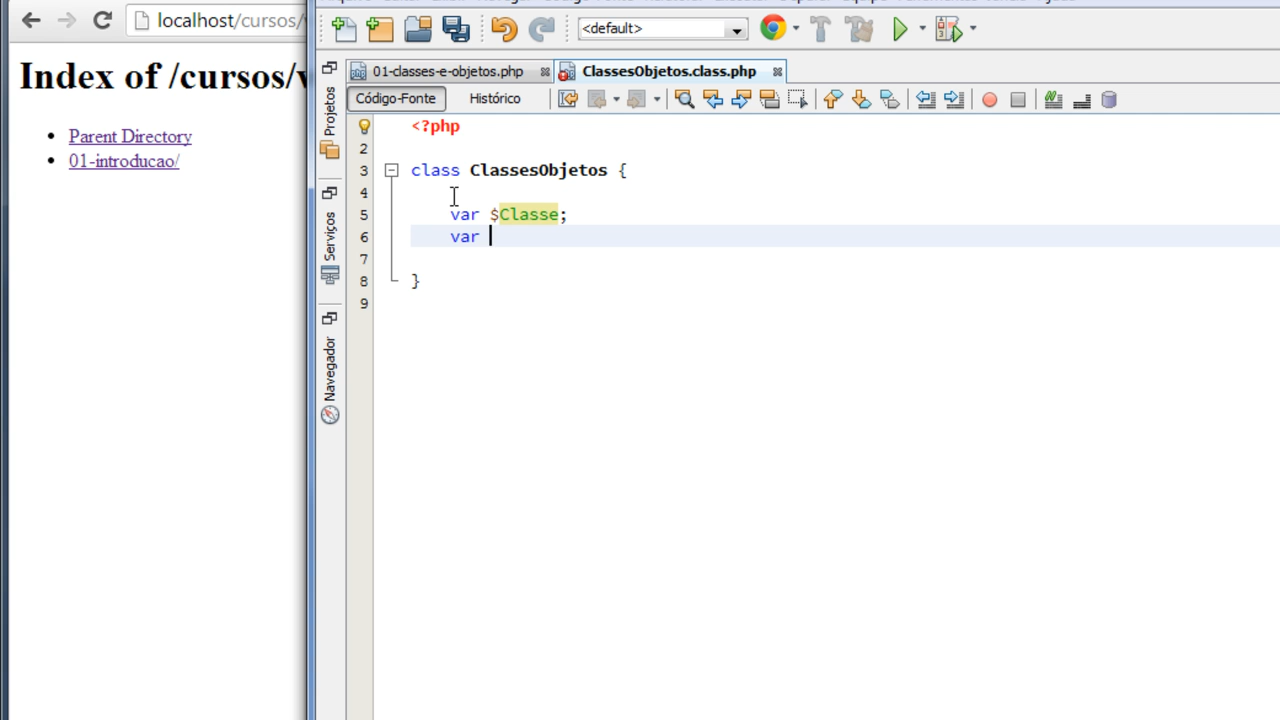 localhost/cursos/
Index of /cursos/
Parent Directory
01-introducao/
<default>
01-classes-e-objetos.php
ClassesObjetos.class.php
Código-Fonte
Histórico
Projetos
Serviços
Navegador
<?php
2
3 class ClassesObjetos {
4
5 var $Classe;
6 var
7
8 }
9